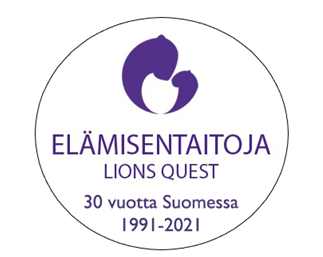 ELÄMISENTAITOJA
LIONS QUEST
30 vuotta Suomessa
1991-2021